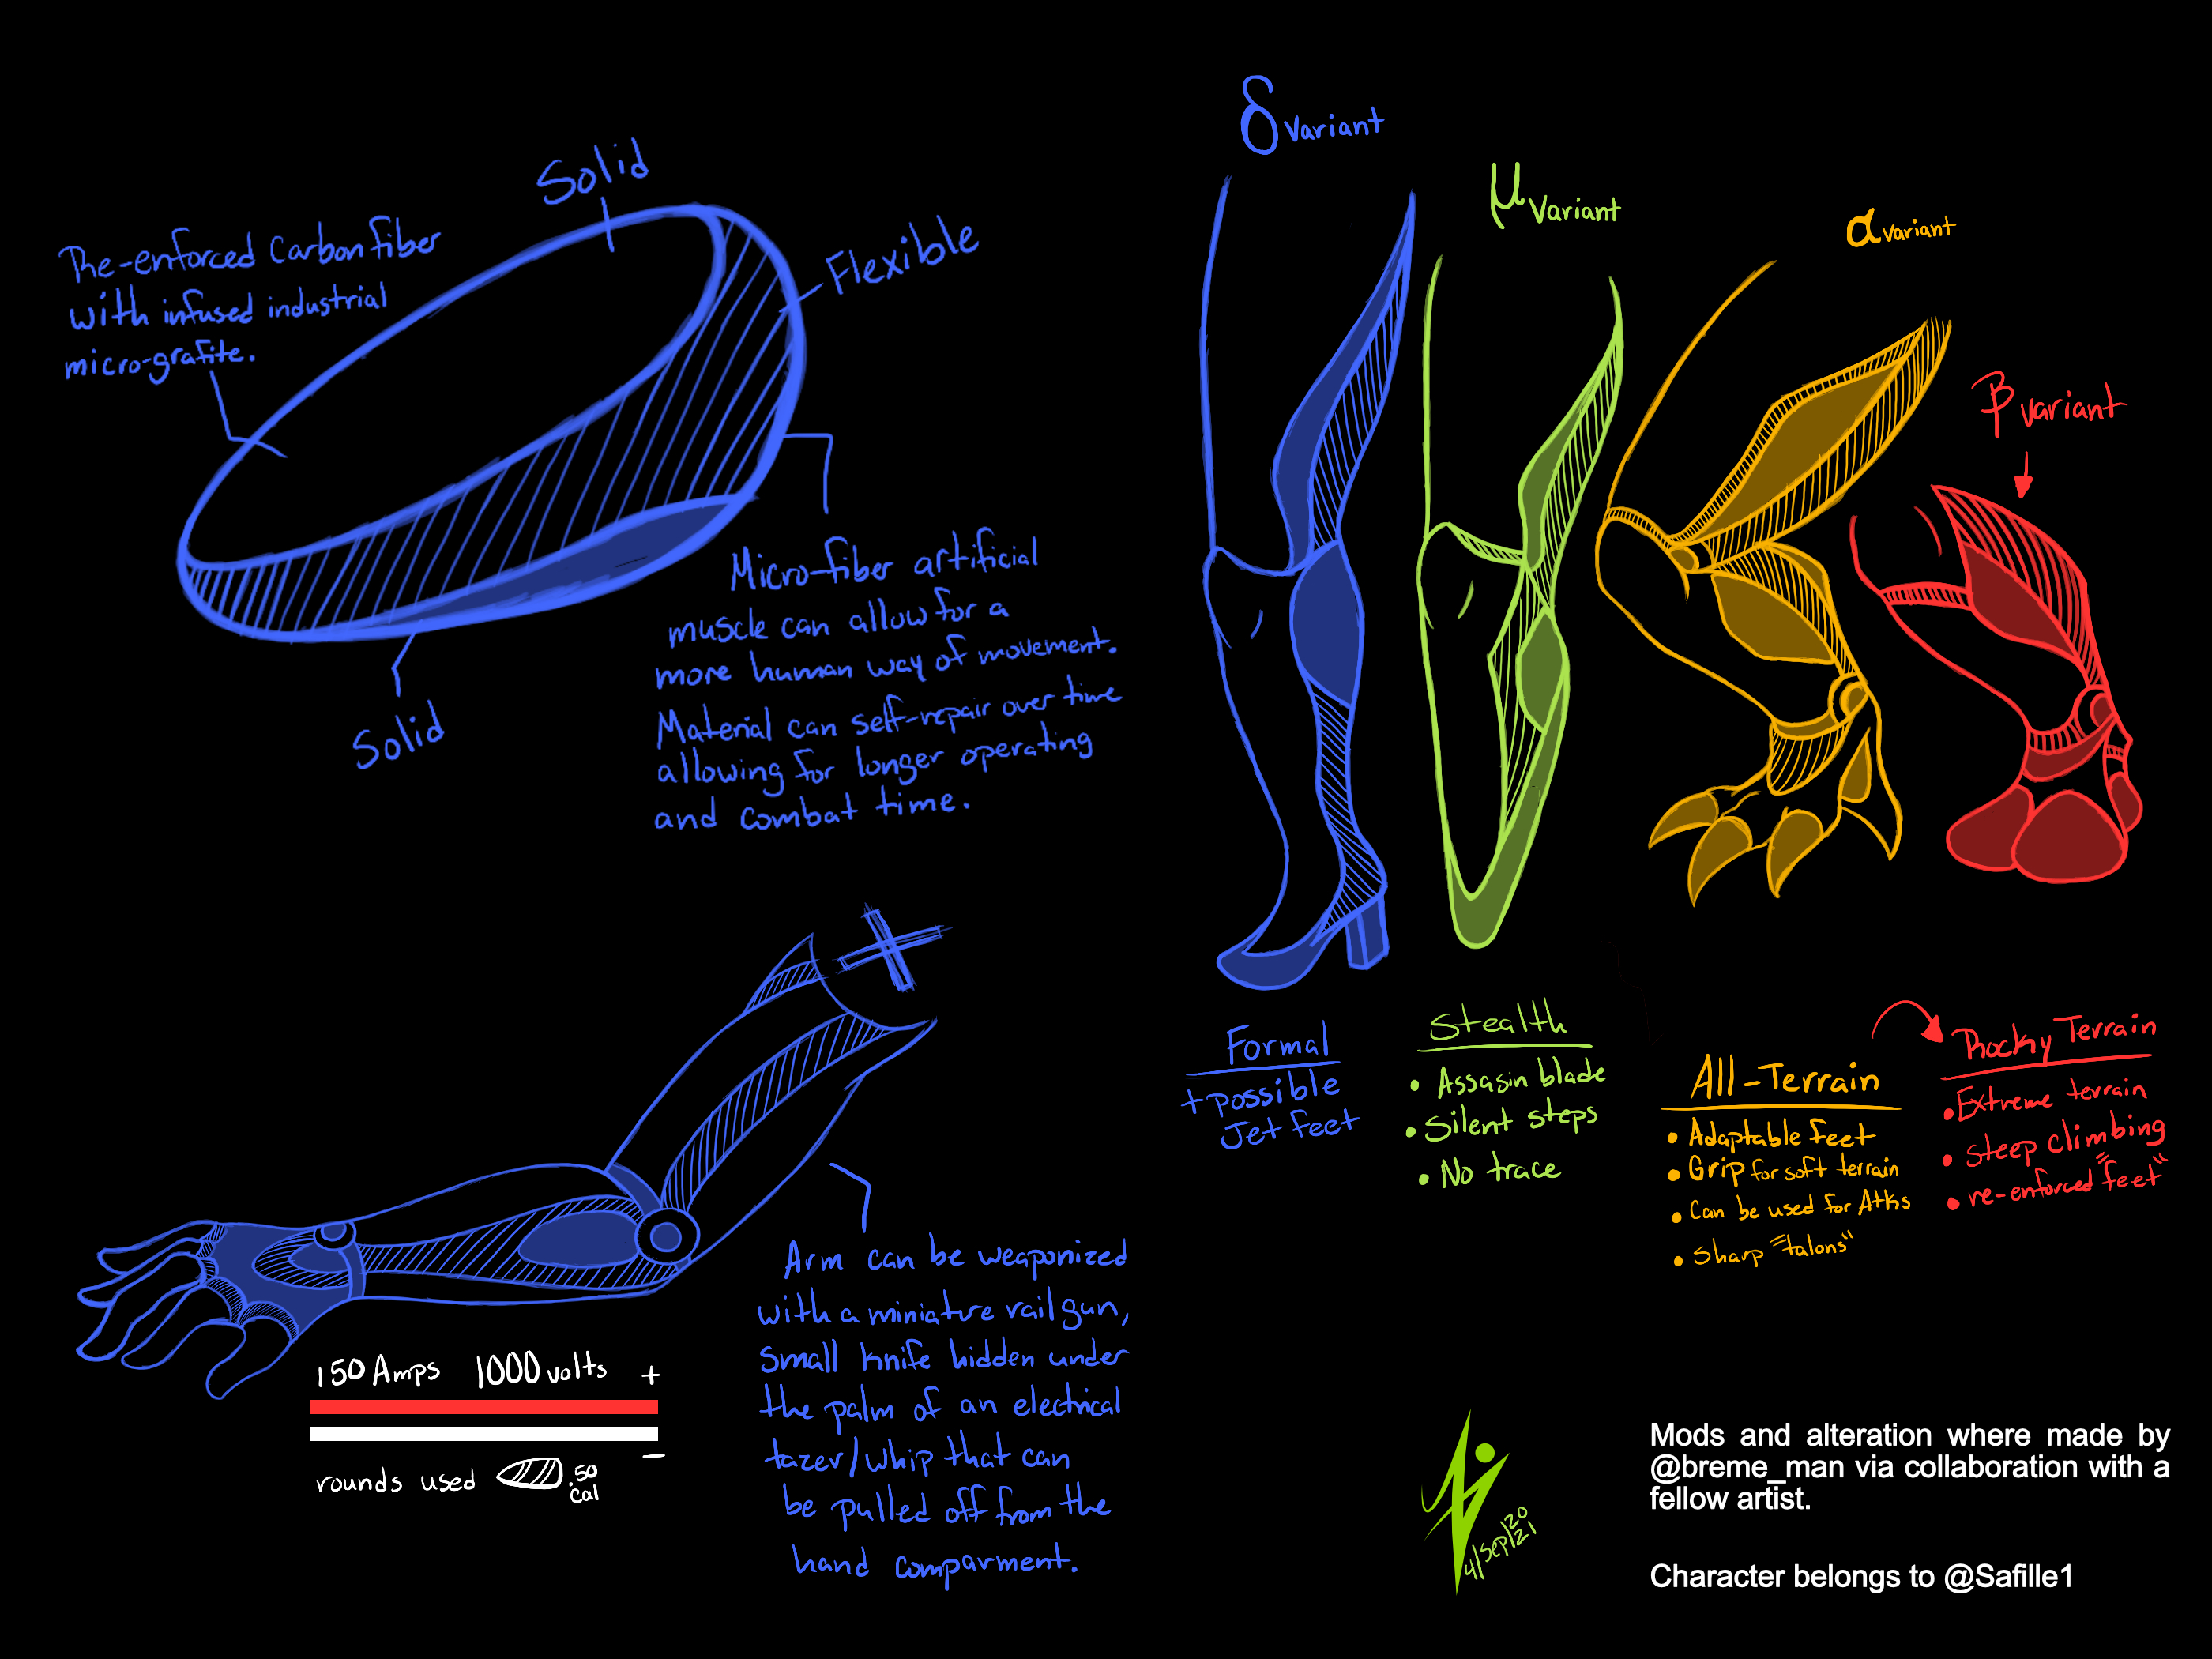 Solid
Re-enforced Carbon fiber
with infused industrial
micro-grafite.
Flexible
Solid
Micro-fiber artificial
muscle can allow for a
more human way of movement.
Material can self-repair over time
allowing for longer operating
and combat time.
δ variant
μ variant
α variant
β variant
Formal
+ possible
Jet feet
Stealth
• Assasin blade
• Silent steps
• No trace
All-Terrain
• Adaptable feet
• Grip for soft terrain
• Can be used for Atks
• Sharp "talons"
Rocky Terrain
• Extreme terrain
• steep climbing
• re-enforced "feet"
+
Arm can be weaponized
with a miniature railgun,
small knife hidden under
the palm of an electrical
tazer/whip that can
be pulled off from the
hand comparment.
150 Amps 1000 volts +
−
rounds used .50
cal
4/Sep/20
21
Mods and alteration where made by
@breme_man via collaboration with a
fellow artist.
Character belongs to @Safille1